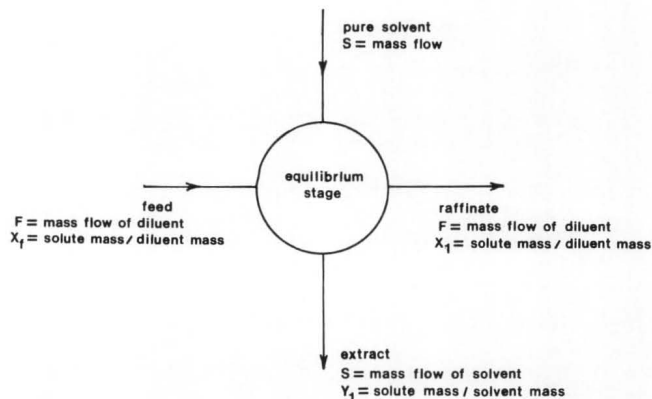 pure solvent
S = mass flow
equilibrium
stage
feed
F = mass flow of diluent
X_f = solute mass / diluent mass
raffinate
F = mass flow of diluent
X_1 = solute mass / diluent mass
extract
S = mass flow of solvent
Y_1 = solute mass / solvent mass